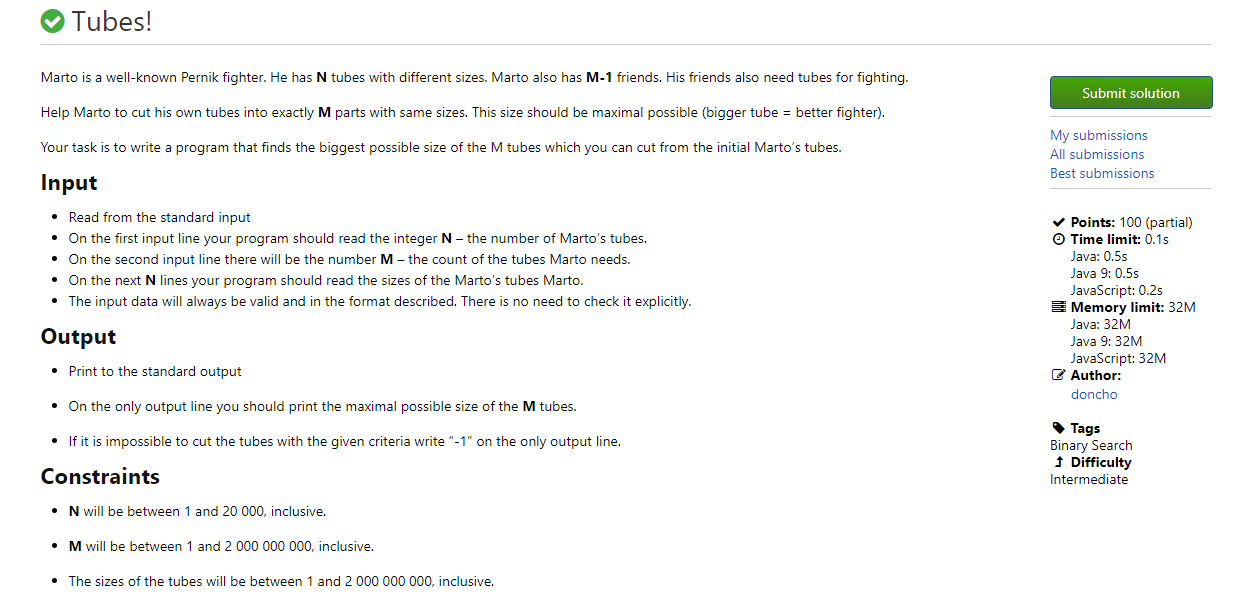 Tubes!
Marto is a well-known Pernik fighter. He has N tubes with different sizes. Marto also has M-1 friends. His friends also need tubes for fighting.
Help Marto to cut his own tubes into exactly M parts with same sizes. This size should be maximal possible (bigger tube = better fighter).
Your task is to write a program that finds the biggest possible size of the M tubes which you can cut from the initial Marto's tubes.
Input
Read from the standard input
On the first input line your program should read the integer N – the number of Marto's tubes.
On the second input line there will be the number M – the count of the tubes Marto needs.
On the next N lines your program should read the sizes of the Marto's tubes Marto.
The input data will always be valid and in the format described. There is no need to check it explicitly.
Output
Print to the standard output
On the only output line you should print the maximal possible size of the M tubes.
If it is impossible to cut the tubes with the given criteria write "-1" on the only output line.
Constraints
N will be between 1 and 20 000, inclusive.
M will be between 1 and 2 000 000 000, inclusive.
The sizes of the tubes will be between 1 and 2 000 000 000, inclusive.
Submit solution
My submissions
All submissions
Best submissions
Points: 100 (partial)
Time limit: 0.1s
Java: 0.5s
Java 9: 0.5s
JavaScript: 0.2s
Memory limit: 32M
Java: 32M
Java 9: 32M
JavaScript: 32M
Author:
doncho
Tags
Binary Search
Difficulty
Intermediate